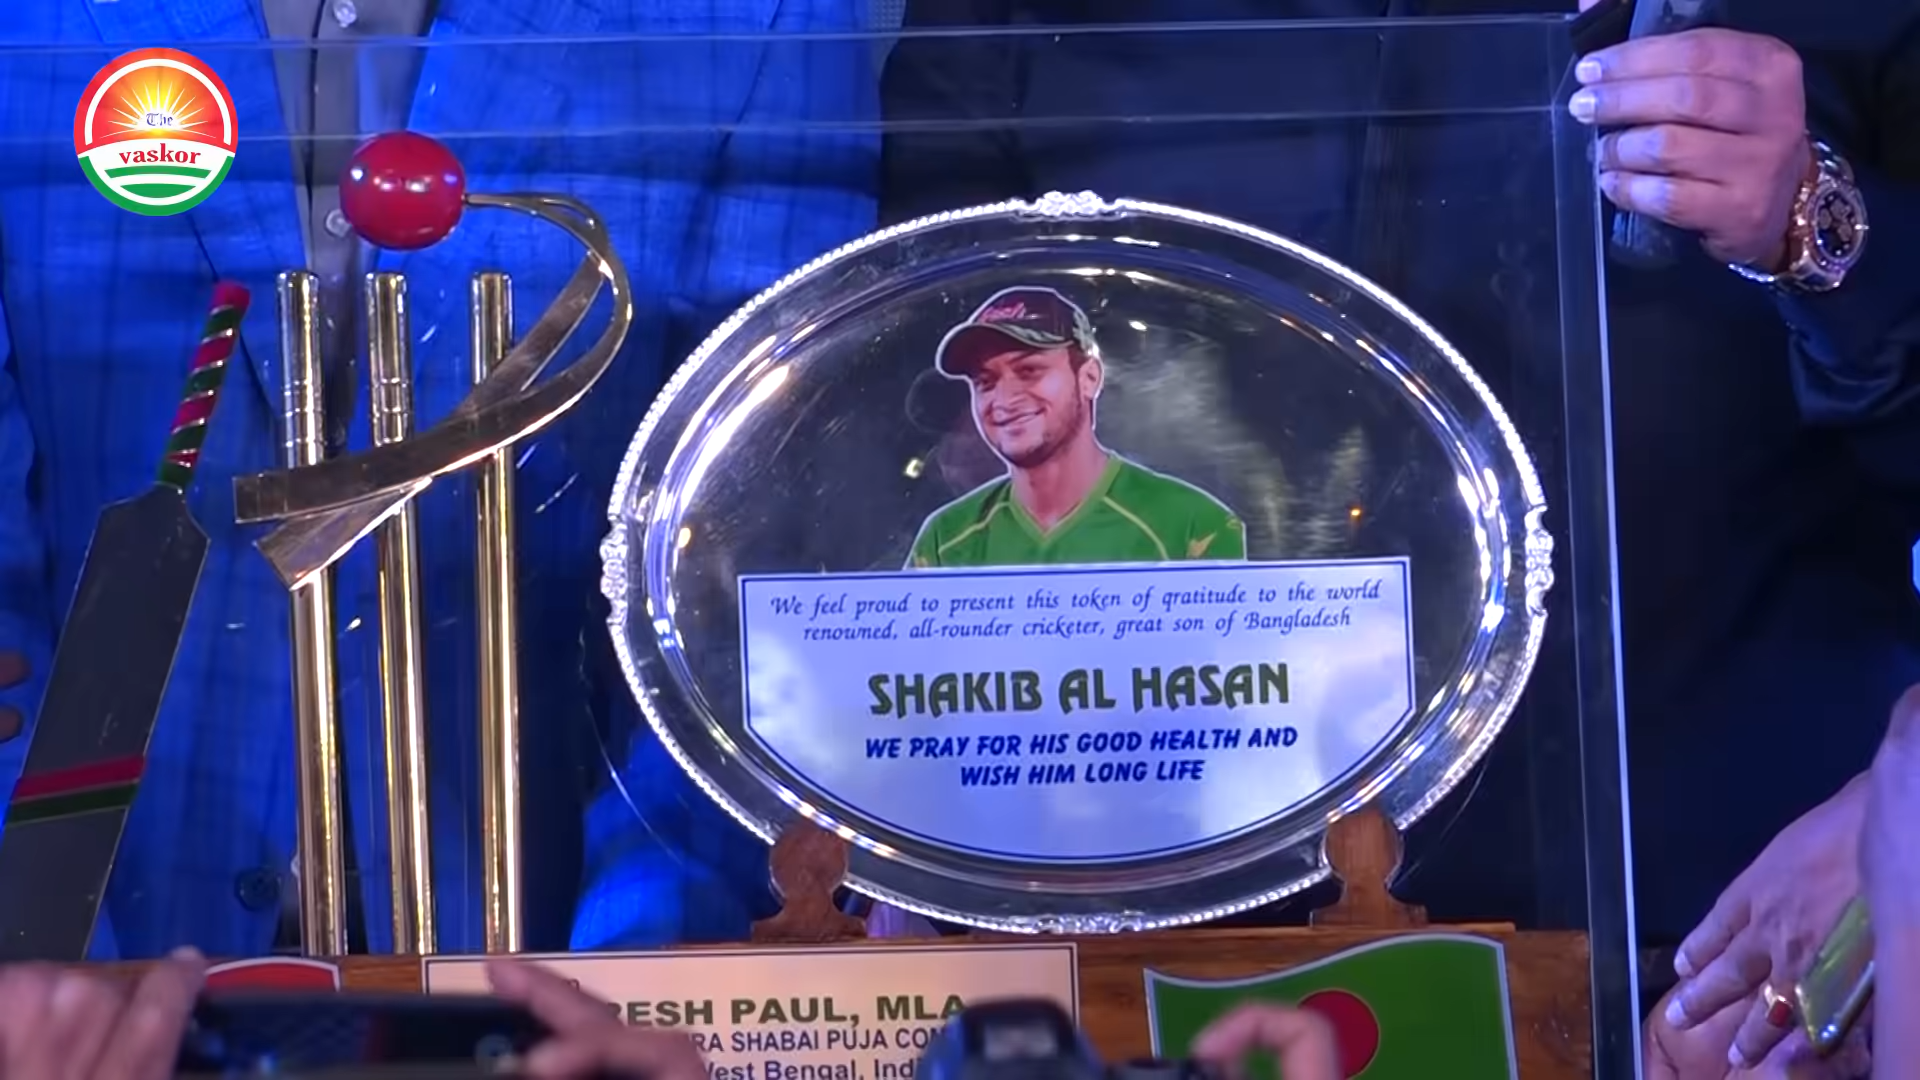 The
vaskor
We feel proud to present this token of gratitude to the world
renowned, all-rounder cricketer, great son of Bangladesh
SHAKIB AL HASAN
WE PRAY FOR HIS GOOD HEALTH AND
WISH HIM LONG LIFE
RESH PAUL, MLA
RA SHABAI PUJA COM
West Bengal, Indi